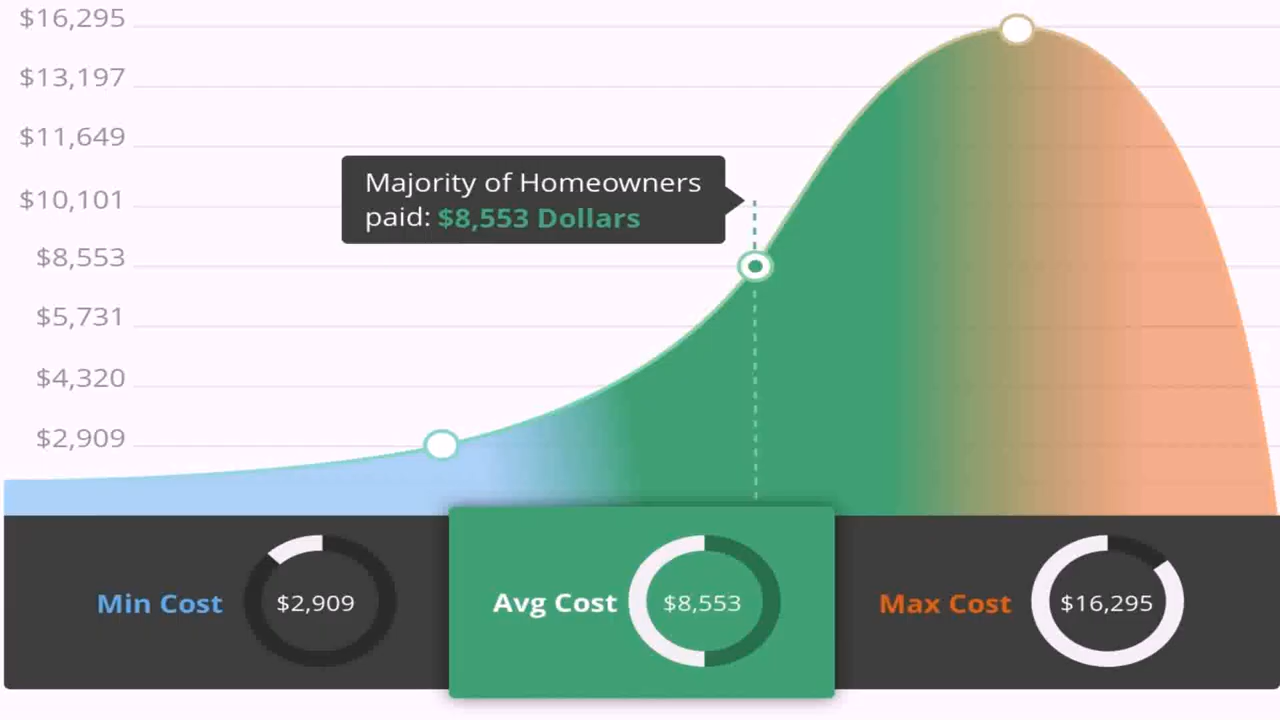 $16,295
$13,197
$11,649
$10,101
$8,553
$5,731
$4,320
$2,909
Majority of Homeowners
paid: $8,553 Dollars
Min Cost
$2,909
Avg Cost
$8,553
Max Cost
$16,295